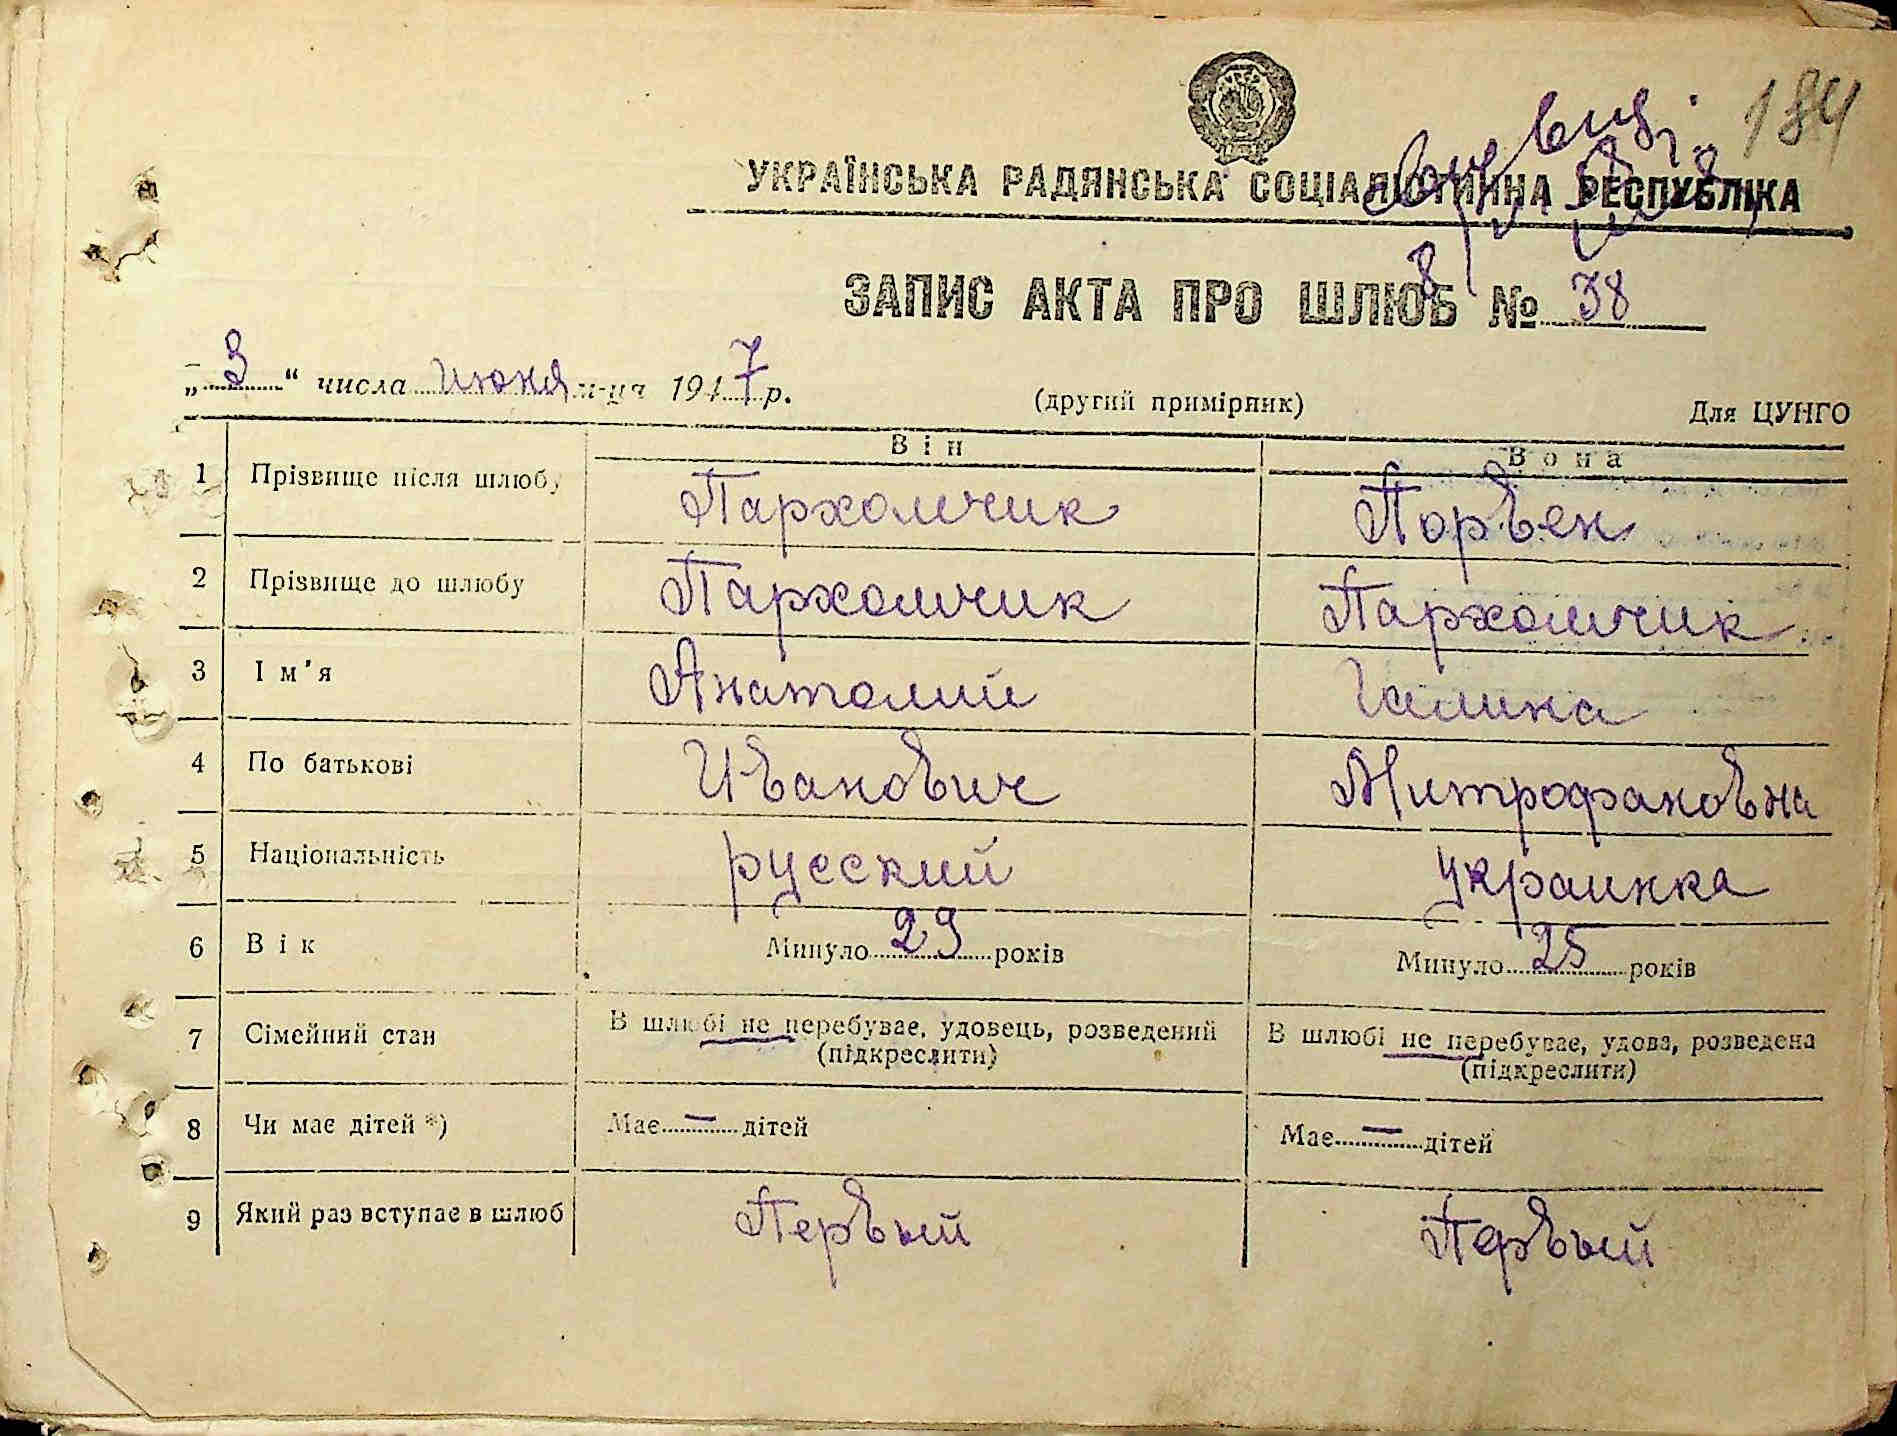 184
УКРАЇНСЬКА РАДЯНСЬКА СОЦІАЛІСТИЧНА РЕСПУБЛІКА
ЗАПИС АКТА ПРО ШЛЮБ № 38
„3“ числа июня м-ця 1947 р.
(другий примірник)
Для ЦУНГО
Він Вона
1 Прізвище після шлюбу Пархомчик Порвен
2 Прізвище до шлюбу Пархомчик Пархомчик
3 Ім'я Анатолий Галина
4 По батькові Иванович Митрофановна
5 Національність русский украинка
6 Вік Минуло 29 років Минуло 25 років
7 Сімейний стан В шлюбі не перебуває, удовець, розведений В шлюбі не перебуває, удова, розведена
(підкреслити) (підкреслити)
8 Чи має дітей *) Має — дітей Має — дітей
9 Який раз вступає в шлюб Первый Первый